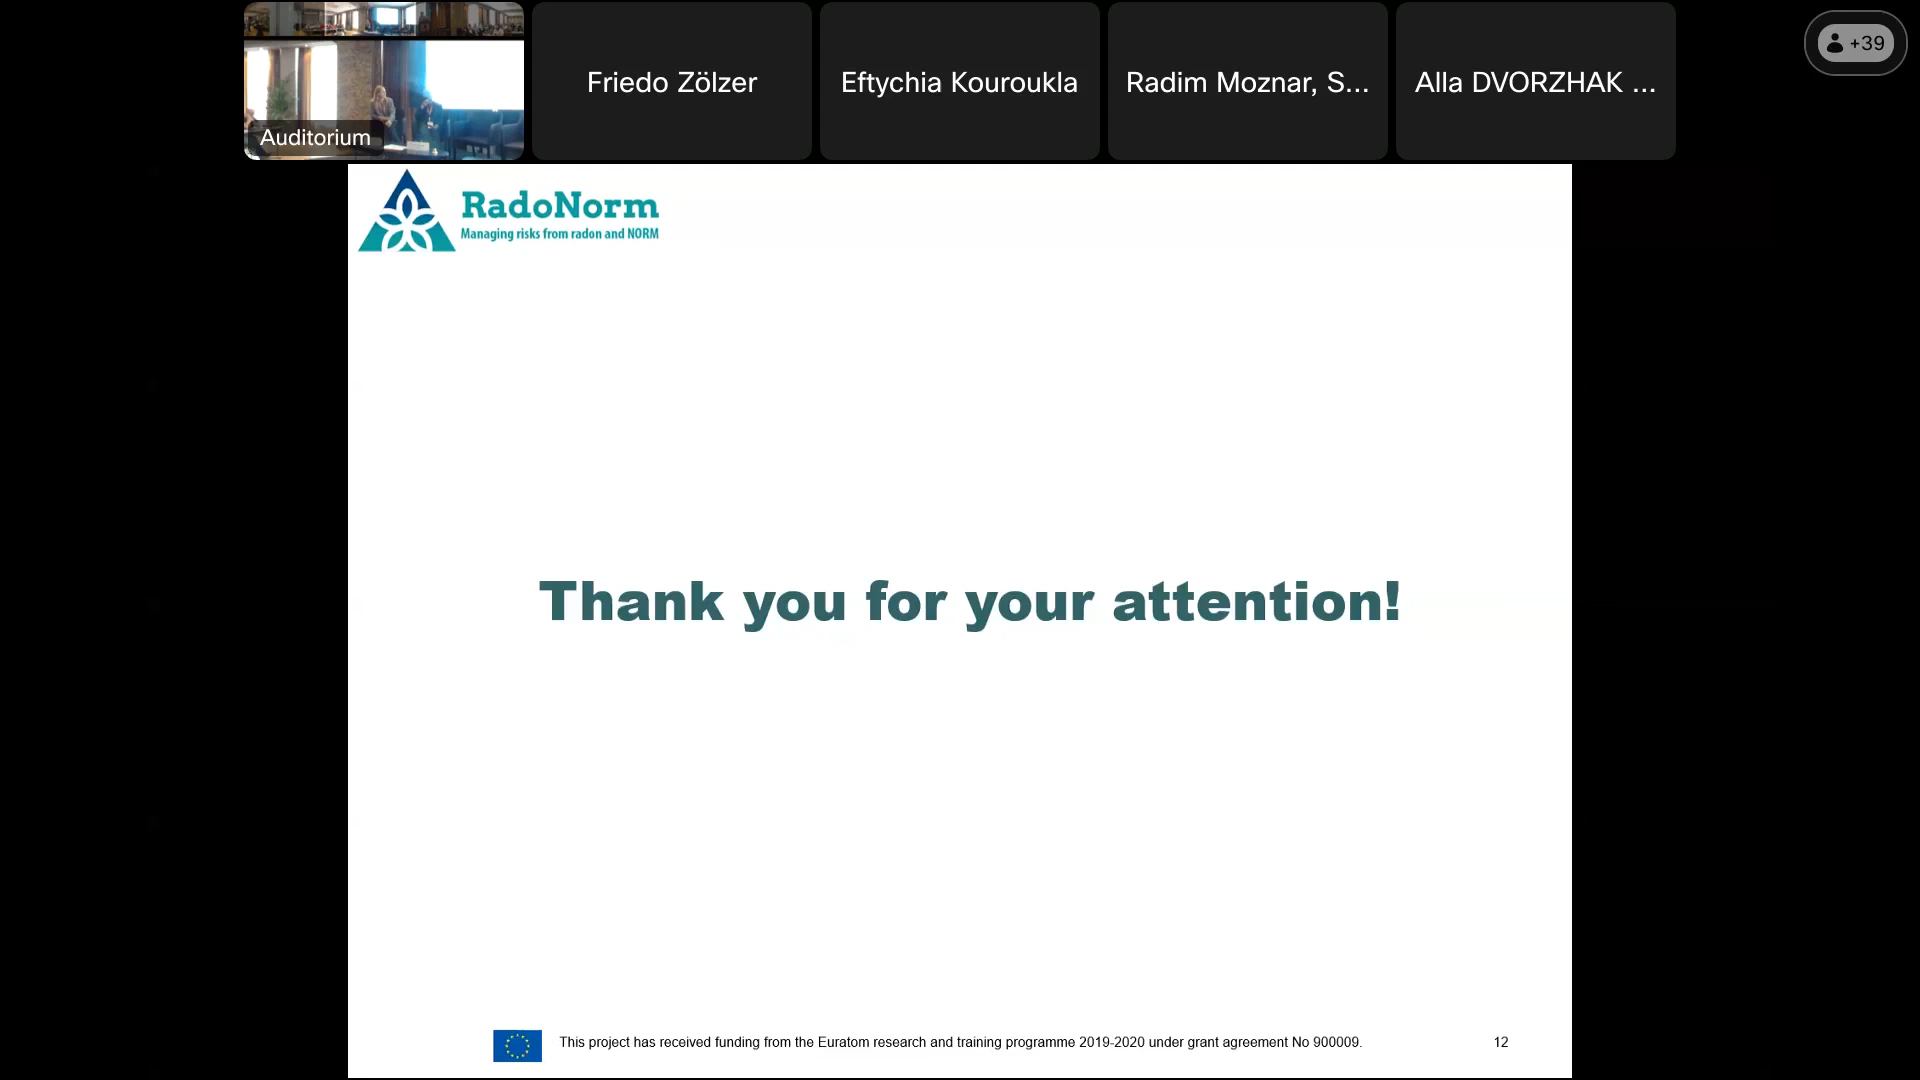 Auditorium
Friedo Zölzer
Eftychia Kouroukla
Radim Moznar, S...
Alla DVORZHAK ...
+39
RadoNorm
Managing risks from radon and NORM
Thank you for your attention!
This project has received funding from the Euratom research and training programme 2019-2020 under grant agreement No 900009.
12